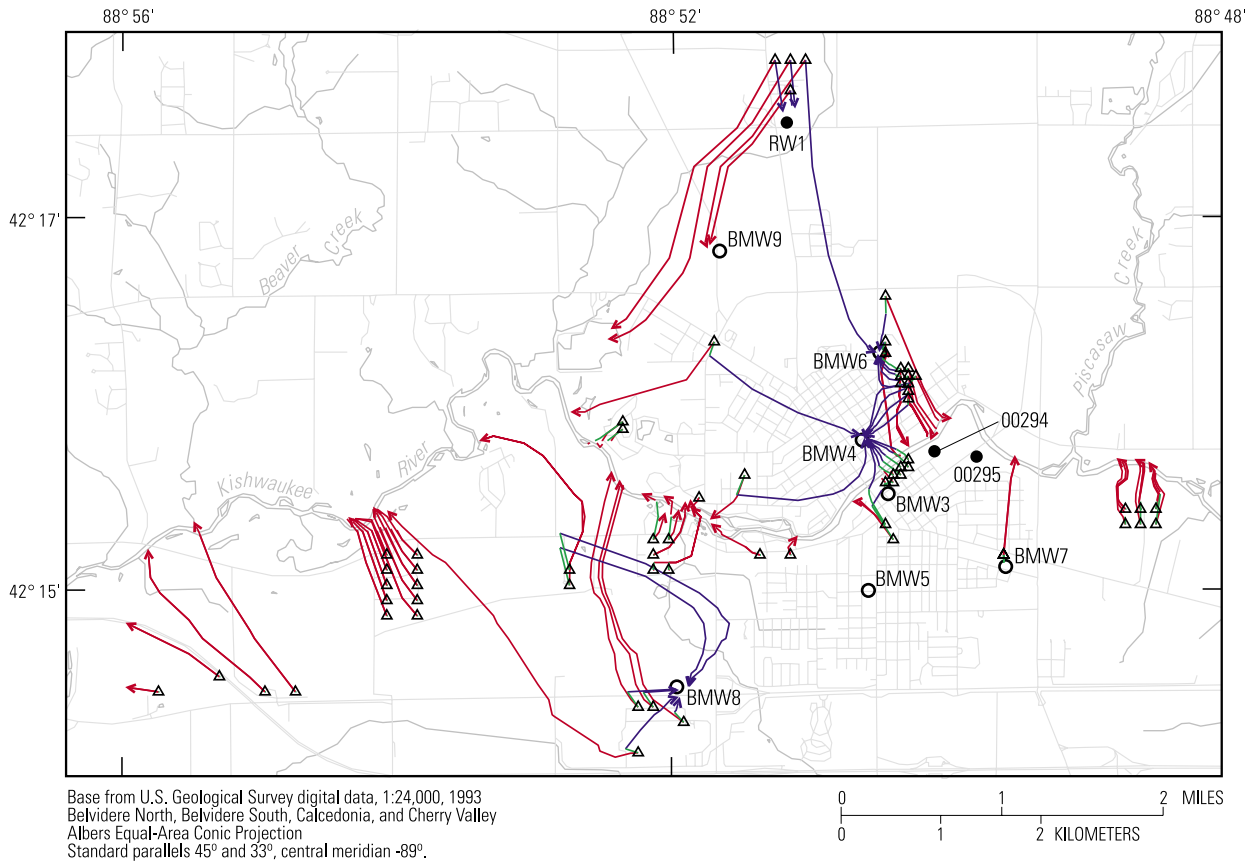 88° 56'
88° 52'
88° 48'
RW1
42° 17'
BMW9
Beaver Creek
Piscasaw Creek
BMW6
00294
BMW4
00295
Kishwaukee River
BMW3
BMW7
42° 15'
BMW5
BMW8
Base from U.S. Geological Survey digital data, 1:24,000, 1993
Belvidere North, Belvidere South, Calcedonia, and Cherry Valley
Albers Equal-Area Conic Projection
Standard parallels 45° and 33°, central meridian -89°.
0 1 2 MILES
0 1 2 KILOMETERS